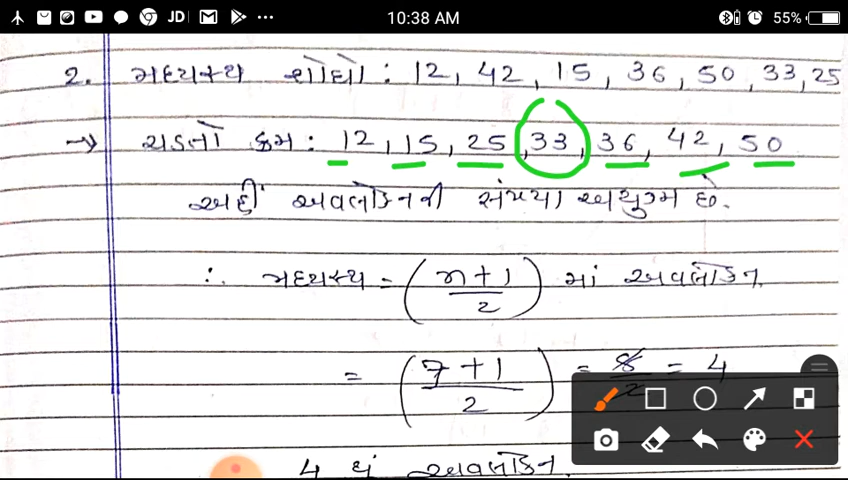 JD 10:38 AM 55%
2. મધ્યસ્થ શોધો : 12, 42, 15, 36, 50, 33, 25
→ ચડતો ક્રમ : 12, 15, 25, 33, 36, 42, 50
અહીં અવલોકનની સંખ્યા અયુગ્મ છે.
∴ મધ્યસ્થ = (n+1/2) માં અવલોકન.
= (7+1/2) = 8/2 = 4
4 થું અવલોકન.